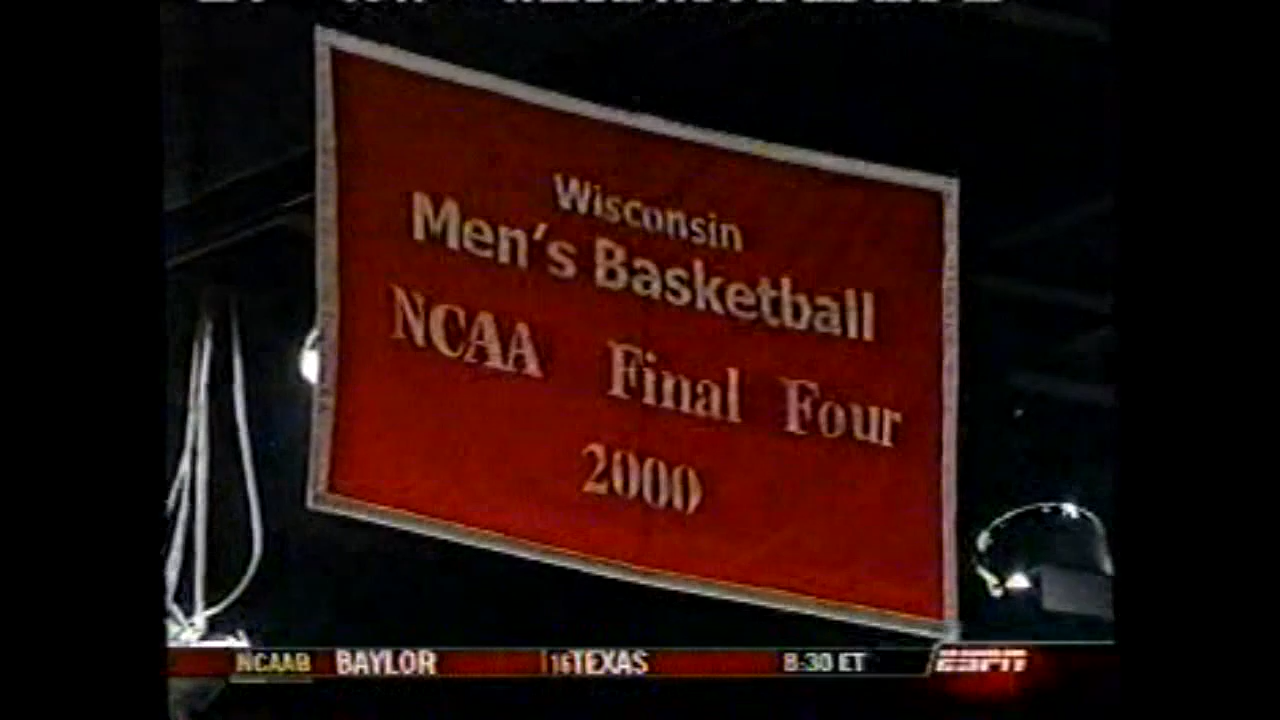 Wisconsin
Men's Basketball
NCAA Final Four
2000
NCAAB BAYLOR 16 TEXAS 8:30 ET ESPN